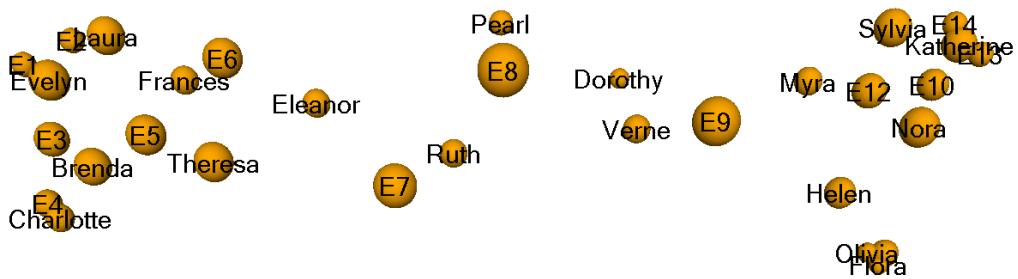 Pearl
E14
Sylvia
E2
Laura
Katherine
E13
E1
E6
E8
Evelyn
Frances
Dorothy
Myra
E10
E12
Eleanor
E9
Nora
Verne
E3
E5
Ruth
Brenda
Theresa
E7
Helen
E4
Charlotte
Olivia
Flora